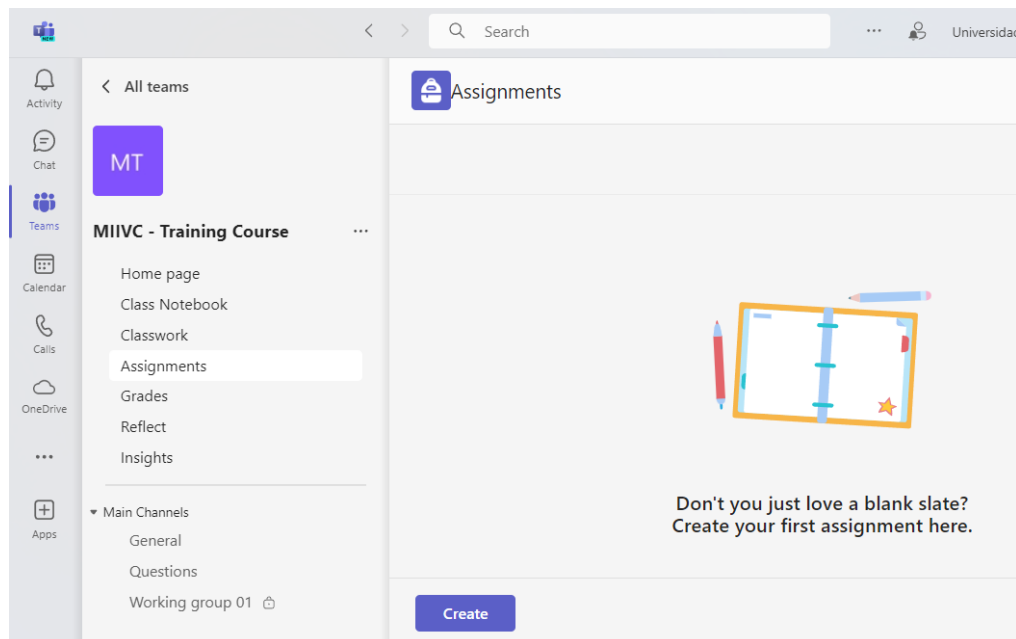 NEW
Search
Universidad
Activity
Chat
Teams
Calendar
Calls
OneDrive
Apps
All teams
MT
MIIVC - Training Course
Home page
Class Notebook
Classwork
Assignments
Grades
Reflect
Insights
Main Channels
General
Questions
Working group 01
Assignments
Don't you just love a blank slate?
Create your first assignment here.
Create